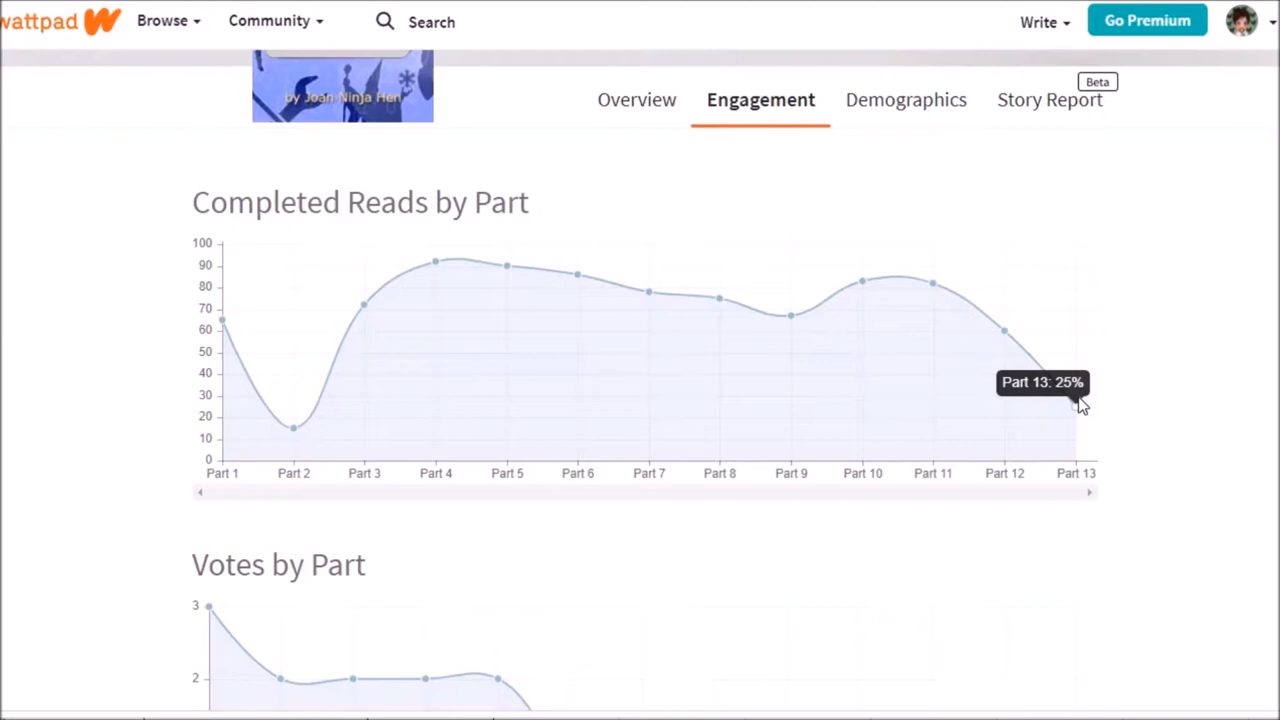 wattpad Browse Community Search Write Go Premium
by Joan Ninja Hen
Beta
Overview Engagement Demographics Story Report
Completed Reads by Part
100
90
80
70
60
50
40
30
20
10
0
Part 13: 25%
Part 1 Part 2 Part 3 Part 4 Part 5 Part 6 Part 7 Part 8 Part 9 Part 10 Part 11 Part 12 Part 13
Votes by Part
3
2